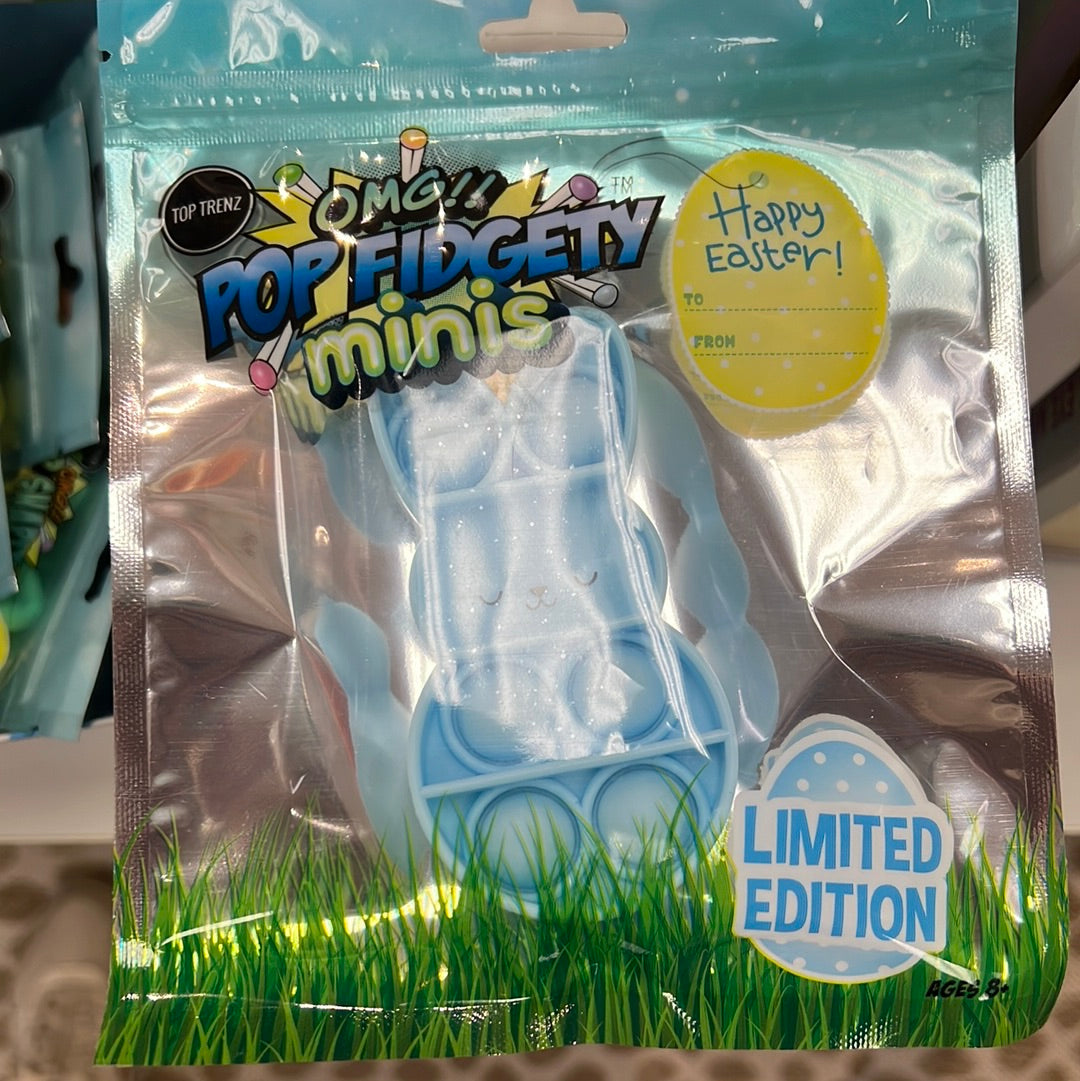 TOP TRENZ
OMG!!
POP FIDGETY
TM
minis
Happy
Easter!
TO
FROM
LIMITED
EDITION
AGES 8+